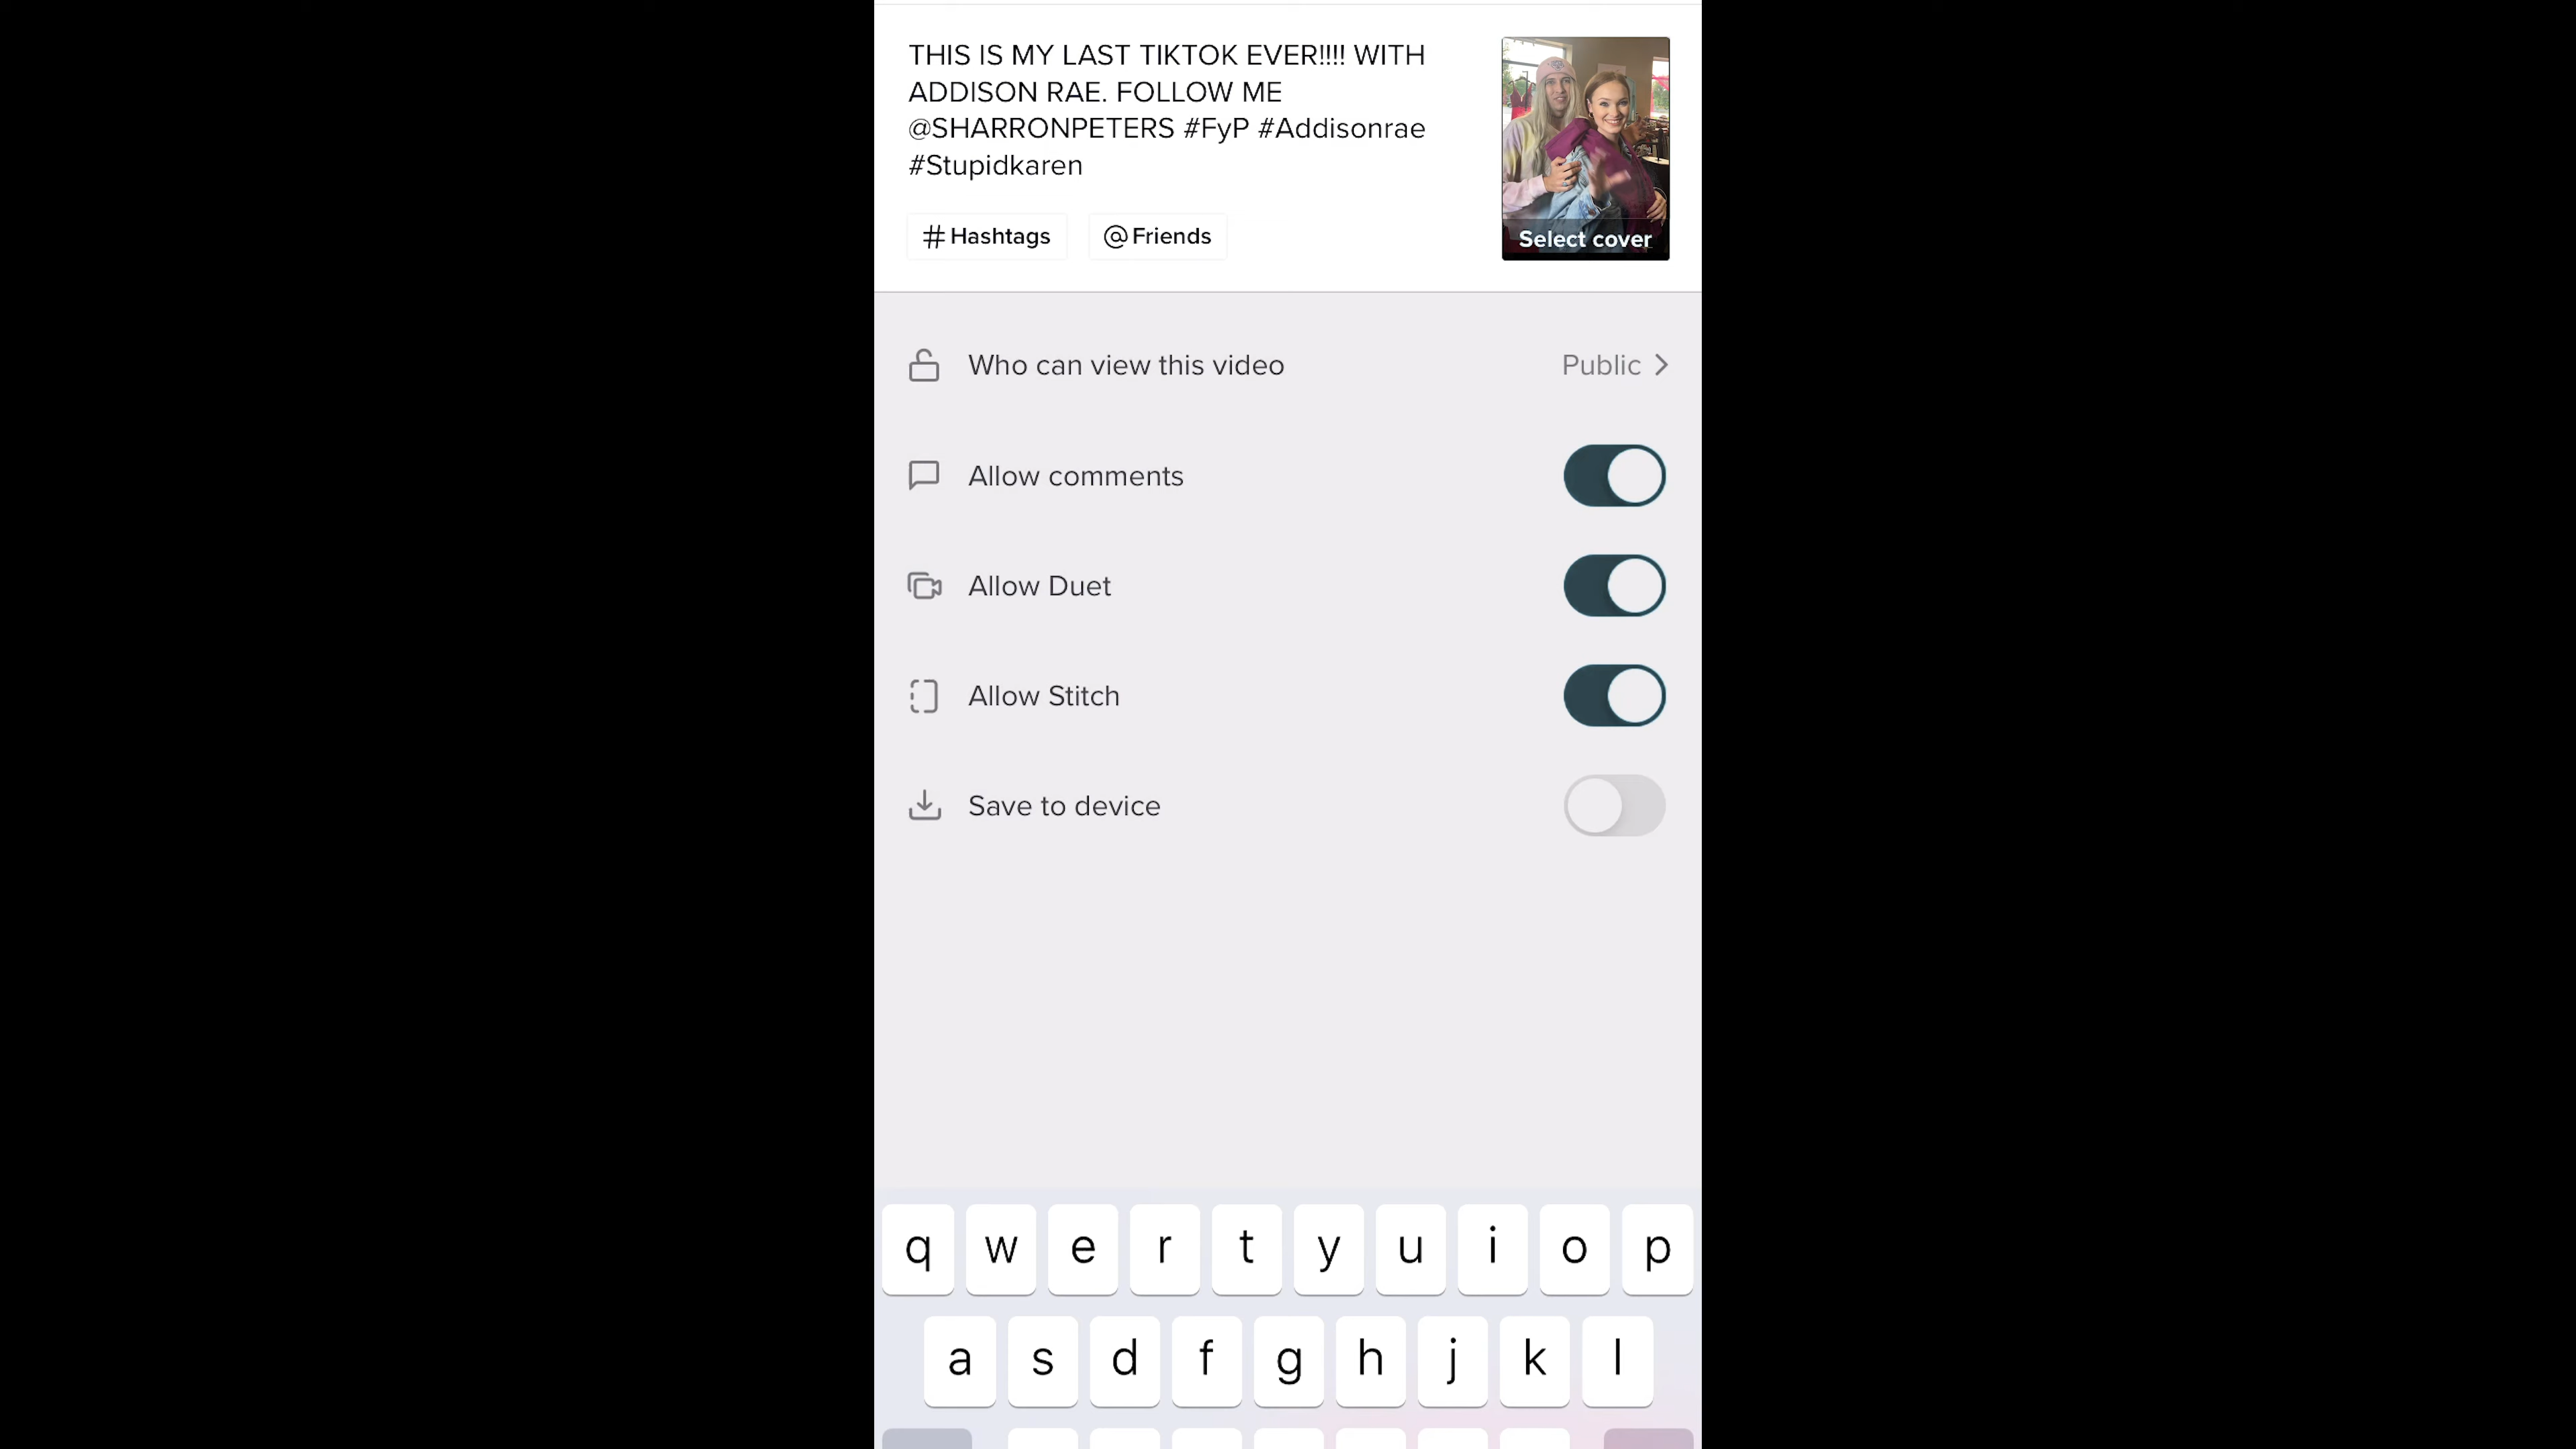 THIS IS MY LAST TIKTOK EVER!!!! WITH
ADDISON RAE. FOLLOW ME
@SHARRONPETERS #FyP #Addisonrae
#Stupidkaren
# Hashtags
@ Friends
Select cover
Who can view this video
Public
Allow comments
Allow Duet
Allow Stitch
Save to device
q w e r t y u i o p
a s d f g h j k l